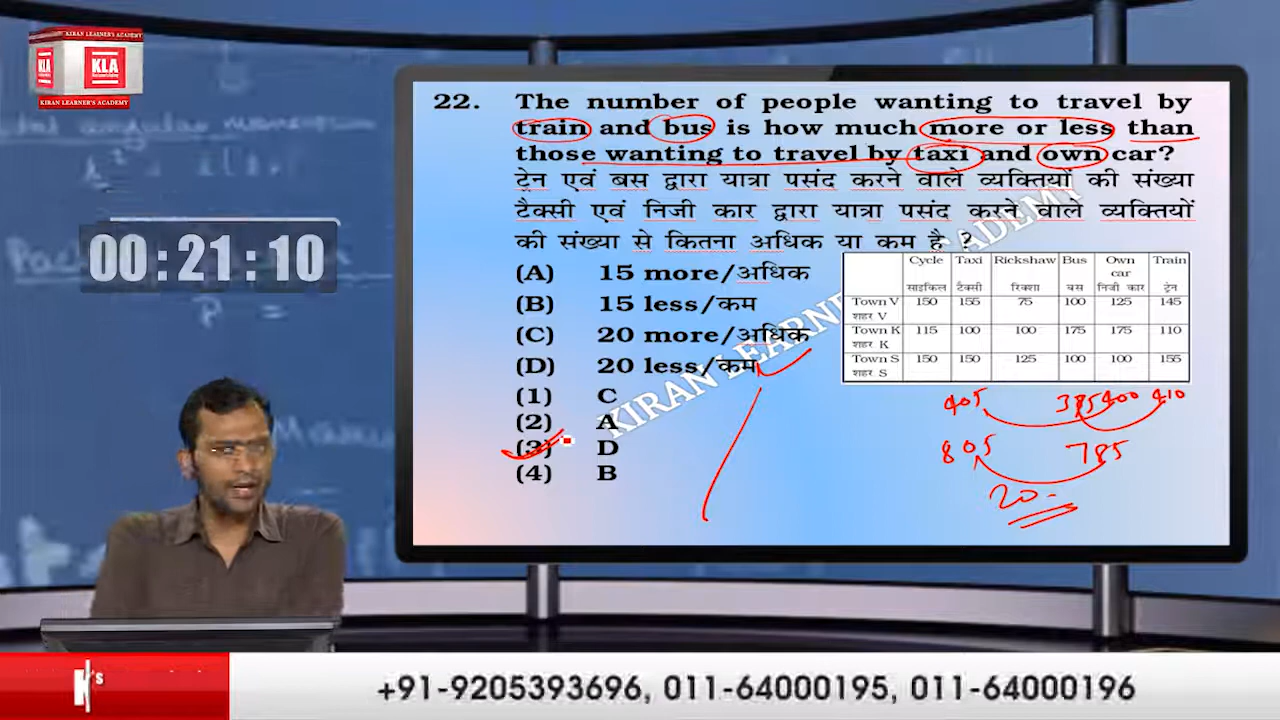 KIRAN LEARNER'S ACADEMY
KLA
KLA
KIRAN LEARNER'S ACADEMY
00:21:10
22. The number of people wanting to travel by
train and bus is how much more or less than
those wanting to travel by taxi and own car?
ट्रेन एवं बस द्वारा यात्रा पसंद करने वाले व्यक्तियों की संख्या
टैक्सी एवं निजी कार द्वारा यात्रा पसंद करने वाले व्यक्तियों
की संख्या से कितना अधिक या कम है ?
(A) 15 more/अधिक
(B) 15 less/कम
(C) 20 more/अधिक
(D) 20 less/कम
(1) C
(2) A
(3) D
(4) B
Cycle Taxi Rickshaw Bus Own car Train
साइकिल टैक्सी रिक्शा बस निजी कार ट्रेन
Town V 150 155 75 100 125 145
शहर V
Town K 115 100 100 175 175 110
शहर K
Town S 150 150 125 100 100 155
शहर S
405 375 400 410
805 785
20
KIRAN LEARNER'S ACADEMY
K's
+91-9205393696, 011-64000195, 011-64000196